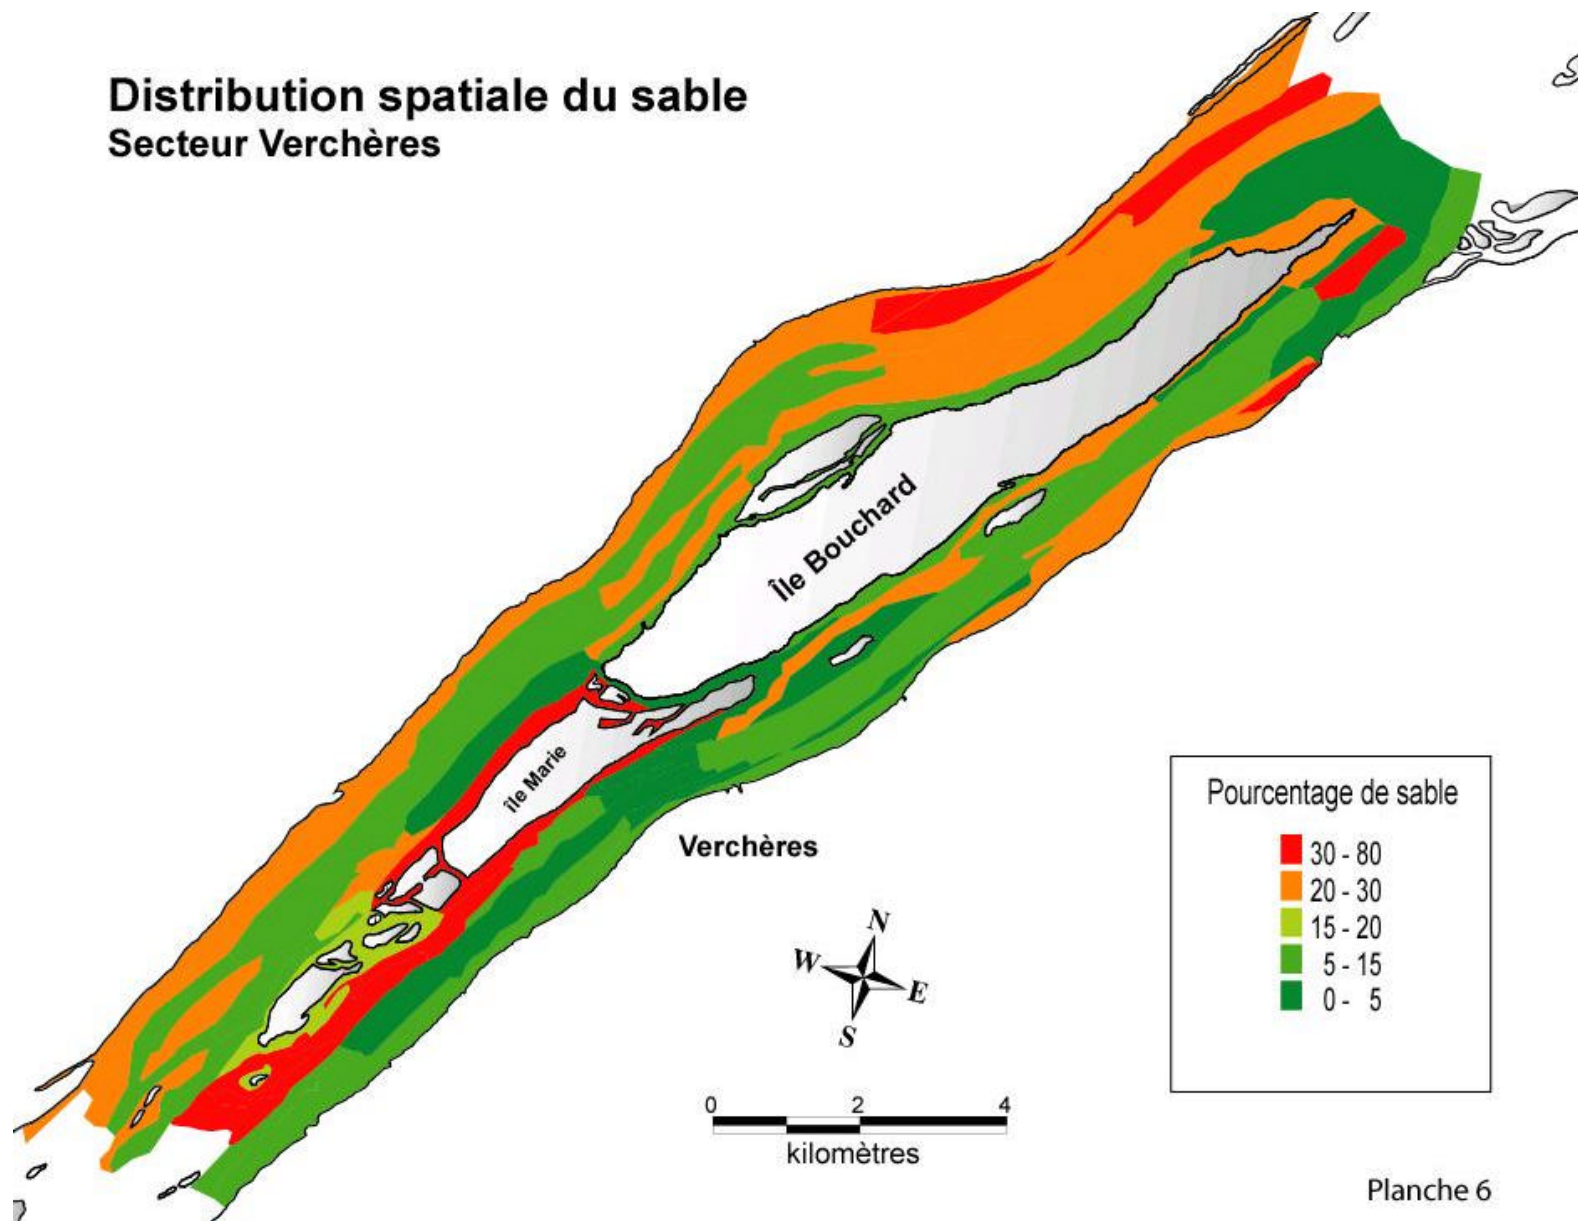 Distribution spatiale du sable
Secteur Verchères
Île Bouchard
île Marie
Verchères
N
W
E
S
0 2 4
kilomètres
Pourcentage de sable
30 - 80
20 - 30
15 - 20
5 - 15
0 - 5
Planche 6